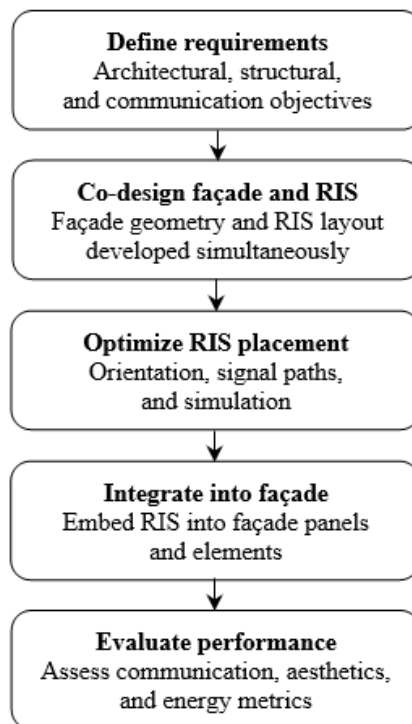 Define requirements
Architectural, structural,
and communication objectives
Co-design façade and RIS
Façade geometry and RIS layout
developed simultaneously
Optimize RIS placement
Orientation, signal paths,
and simulation
Integrate into façade
Embed RIS into façade panels
and elements
Evaluate performance
Assess communication, aesthetics,
and energy metrics